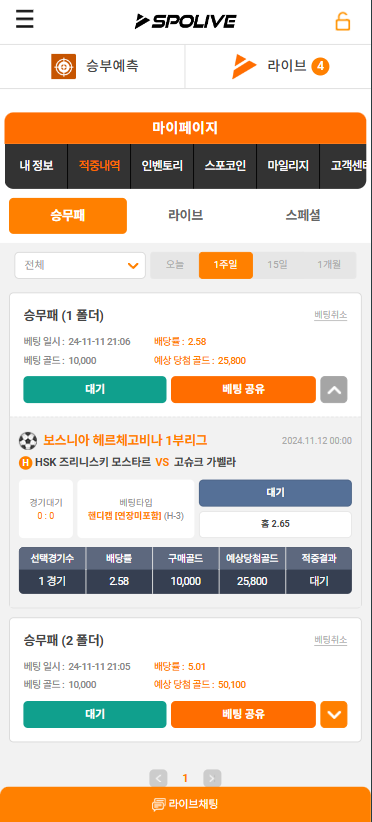 SPOLIVE
승부예측
라이브 4
마이페이지
내 정보 적중내역 인벤토리 스포코인 마일리지 고객센터
승무패 라이브 스페셜
전체 오늘 1주일 15일 1개월
승무패 (1 폴더) 베팅취소
베팅 일시 : 24-11-11 21:06 배당률 : 2.58
베팅 골드 : 10,000 예상 당첨 골드 : 25,800
대기 베팅 공유
보스니아 헤르체고비나 1부리그 2024.11.12 00:00
H HSK 즈리니스키 모스타르 VS 고슈크 가벨라
경기대기
0 : 0
베팅타입
핸디캡 [연장미포함] (H-3)
대기
홈 2.65
선택경기수 배당률 구매골드 예상당첨골드 적중결과
1 경기 2.58 10,000 25,800 대기
승무패 (2 폴더) 베팅취소
베팅 일시 : 24-11-11 21:05 배당률 : 5.01
베팅 골드 : 10,000 예상 당첨 골드 : 50,100
대기 베팅 공유
1
라이브채팅